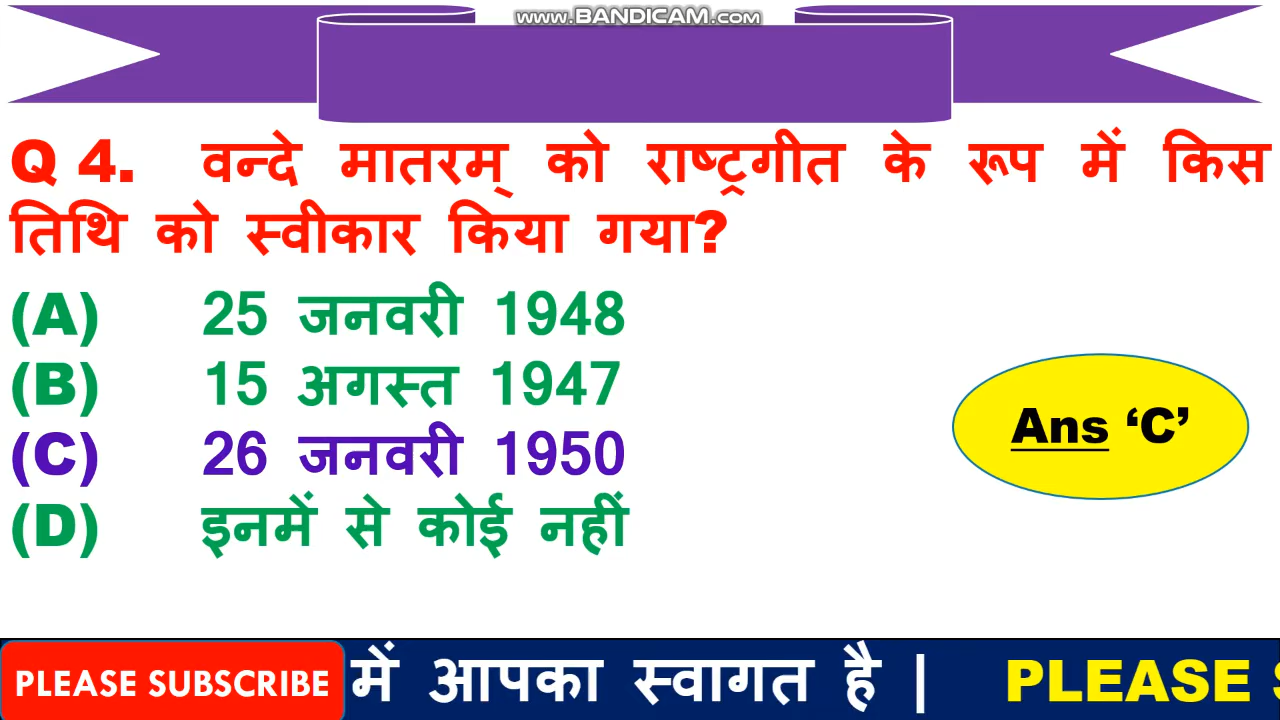 www.BANDICAM.com
Q 4. वन्दे मातरम् को राष्ट्रगीत के रूप में किस
तिथि को स्वीकार किया गया?
(A) 25 जनवरी 1948
(B) 15 अगस्त 1947
(C) 26 जनवरी 1950
(D) इनमें से कोई नहीं
Ans ‘C’
PLEASE SUBSCRIBE में आपका स्वागत है | PLEASE